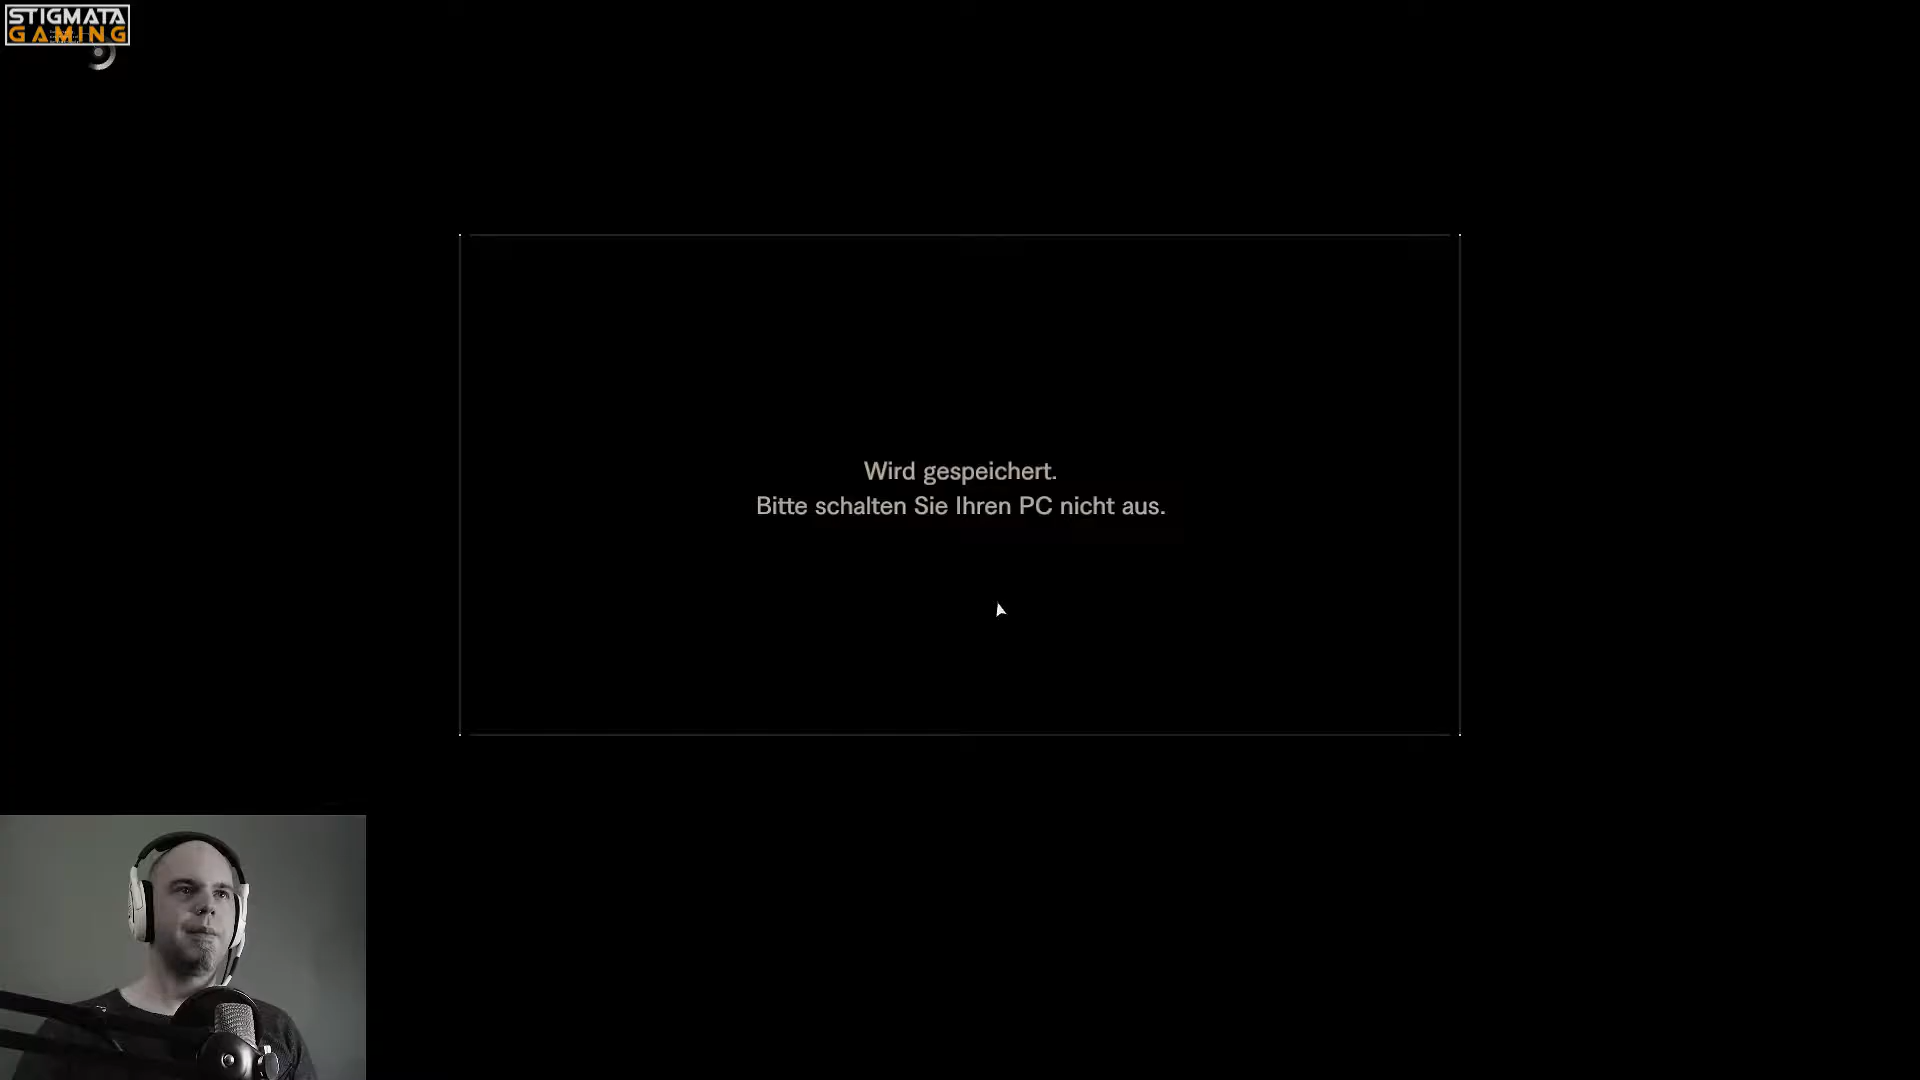 STIGMATA
GAMING
Wird gespeichert.
Bitte schalten Sie Ihren PC nicht aus.